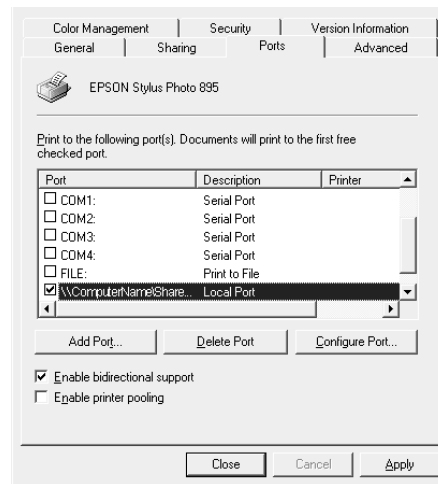 Color Management Security Version Information
General Sharing Ports Advanced
EPSON Stylus Photo 895
Print to the following port(s). Documents will print to the first free
checked port.
Port Description Printer
COM1: Serial Port
COM2: Serial Port
COM3: Serial Port
COM4: Serial Port
FILE: Print to File
\\ComputerName\Share... Local Port
Add Port... Delete Port Configure Port...
Enable bidirectional support
Enable printer pooling
Close Cancel Apply